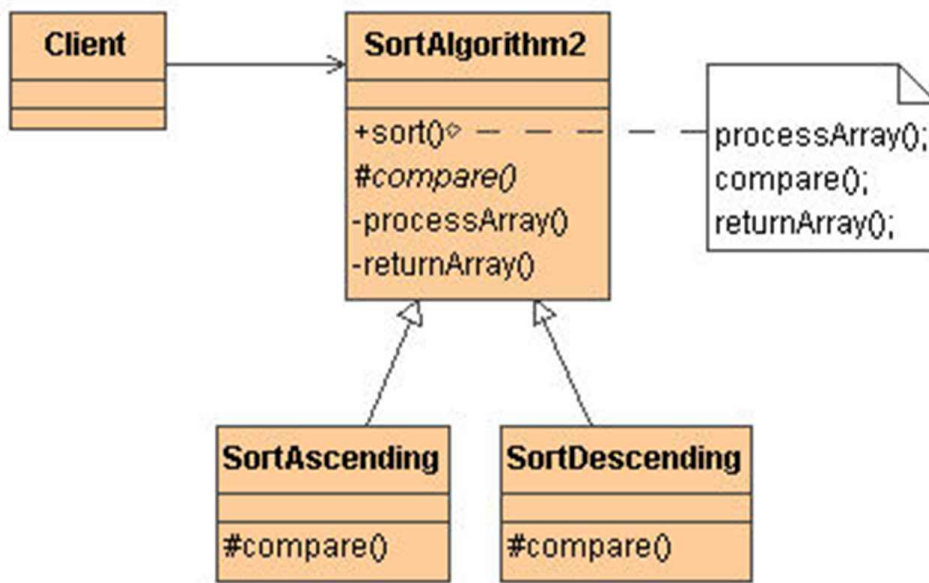 Client
SortAlgorithm2
+sort()
#compare()
-processArray()
-returnArray()
processArray();
compare();
returnArray();
SortAscending
#compare()
SortDescending
#compare()